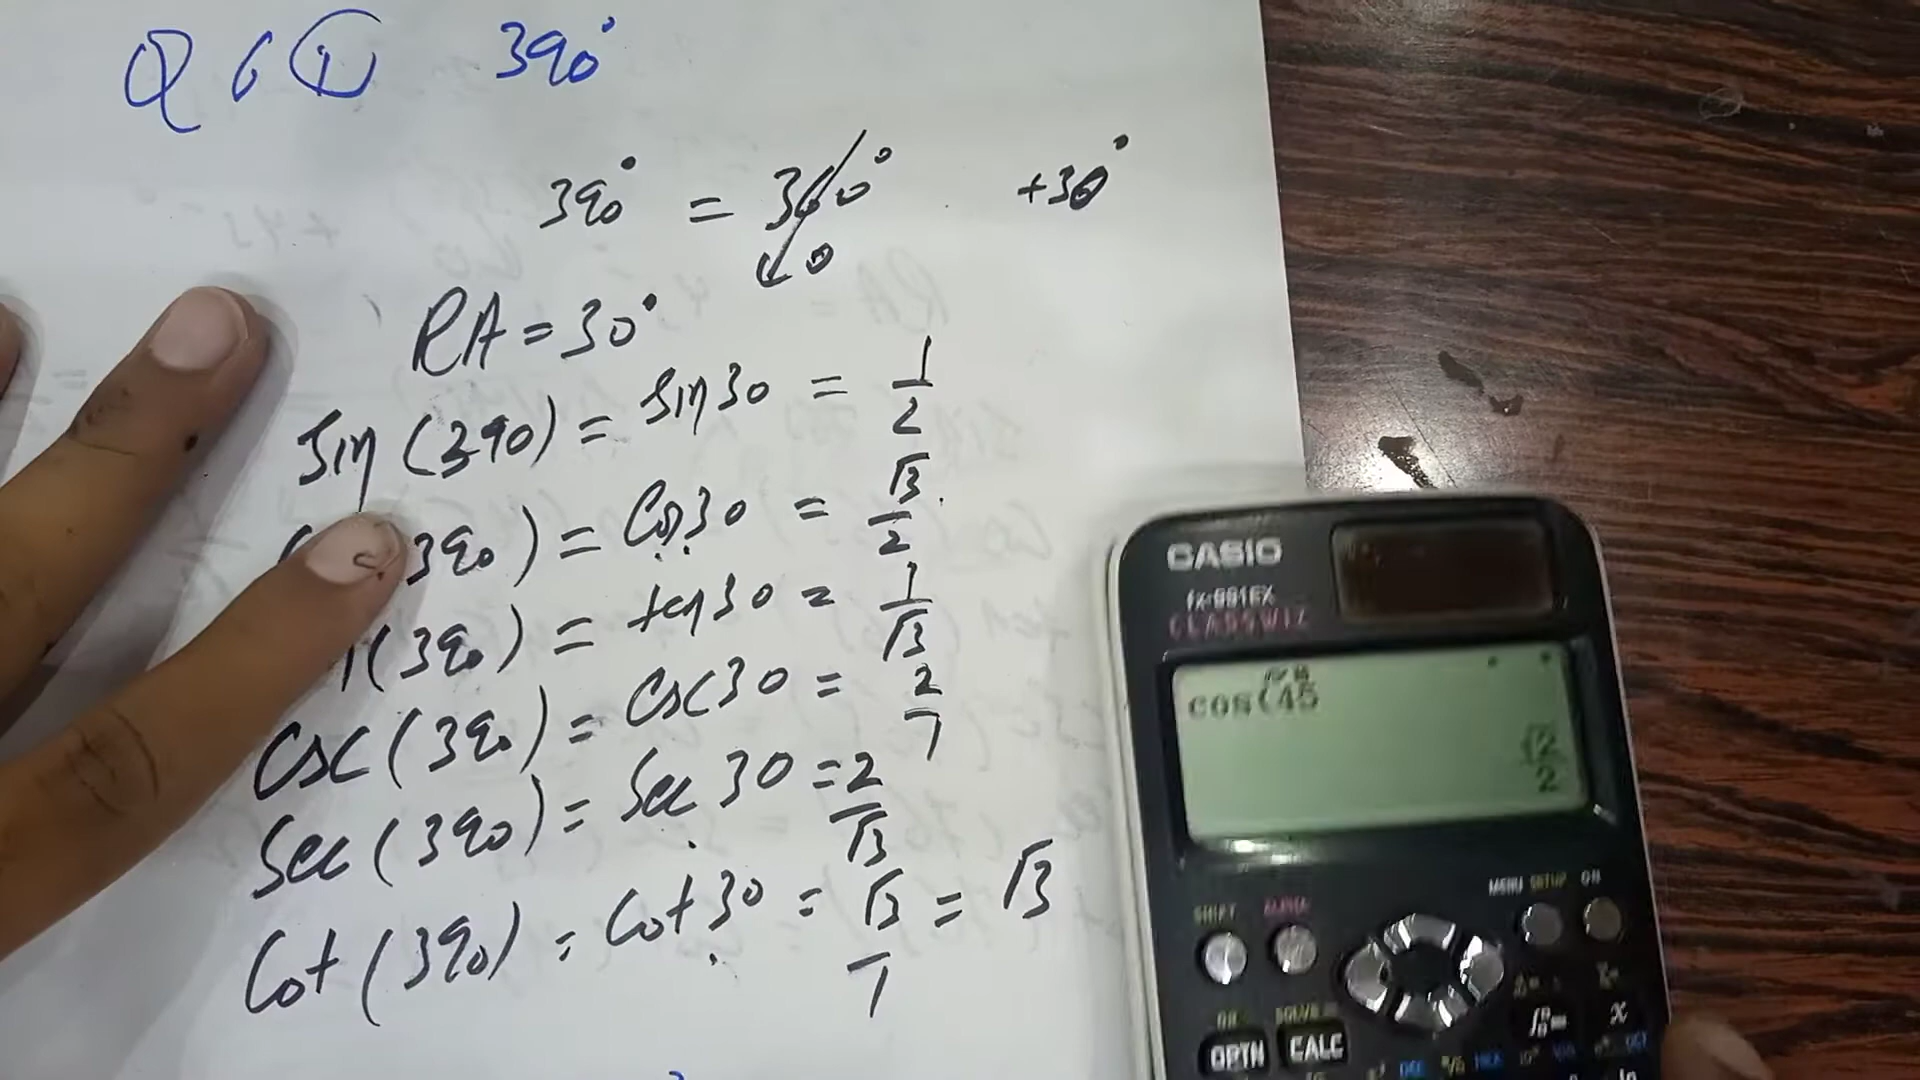 Q 6 (1) 390°
390° = 360° +30°
0
RA = 30°
Sin (390) = Sin 30 = 1/2
390) = Cos 30 = √3/2
(390) = tan 30 = 1/√3
Csc (390) = Csc 30 = 2/1
Sec (390) = Sec 30 = 2/√3
Cot (390) = Cot 30 = √3/1 = √3
CASIO
fx-991EX
CLASSWIZ
cos(45
√2/2
MENU SETUP ON
SHIFT ALPHA
SOLVE =
OPTN CALC x